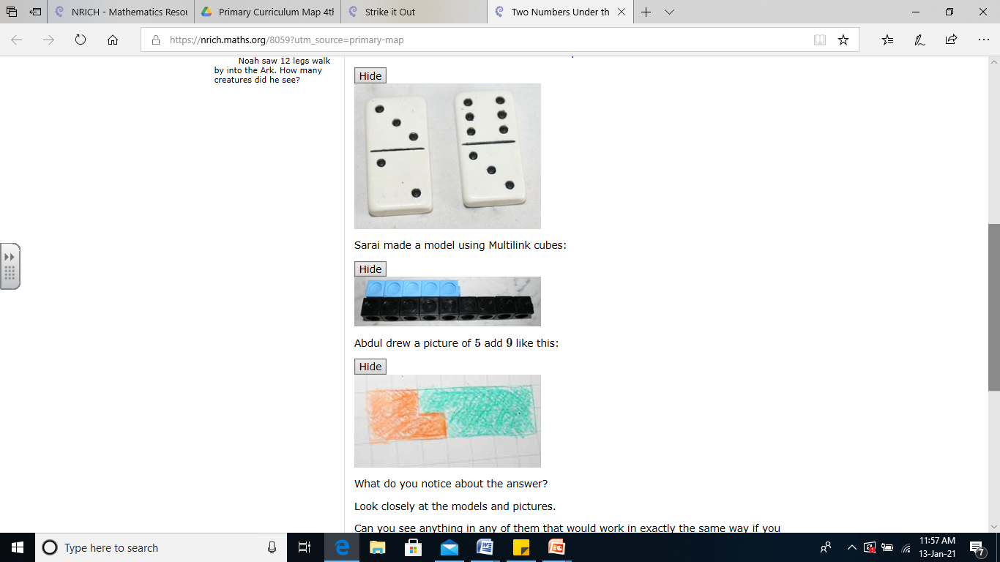 NRICH - Mathematics Resou
Primary Curriculum Map 4th
Strike it Out
Two Numbers Under th
https://nrich.maths.org/8059?utm_source=primary-map
Noah saw 12 legs walk
by into the Ark. How many
creatures did he see?
Hide
Sarai made a model using Multilink cubes:
Hide
Abdul drew a picture of 5 add 9 like this:
Hide
What do you notice about the answer?
Look closely at the models and pictures.
Can you see anything in any of them that would work in exactly the same way if you
Type here to search
11:57 AM
13-Jan-21
7